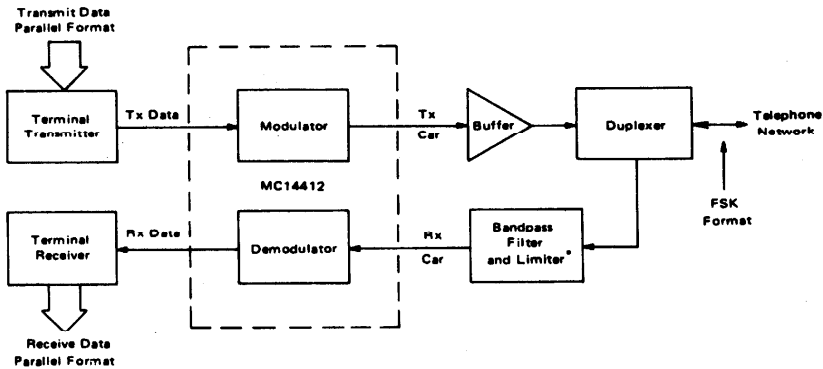 Transmit Data
Parallel Format
Terminal
Transmitter
Tx Data
Modulator
Tx
Car
Buffer
Duplexer
Telephone
Network
FSK
Format
MC14412
Terminal
Receiver
Rx Data
Demodulator
Rx
Car
Bandpass
Filter
and Limiter*
Receive Data
Parallel Format